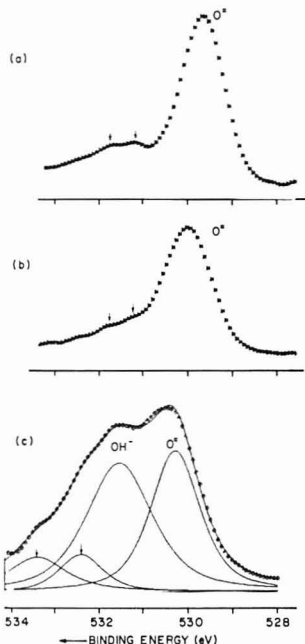 (a)
O⁼
(b)
O⁼
(c)
OH⁻
O⁼
534 532 530 528
← BINDING ENERGY (eV)